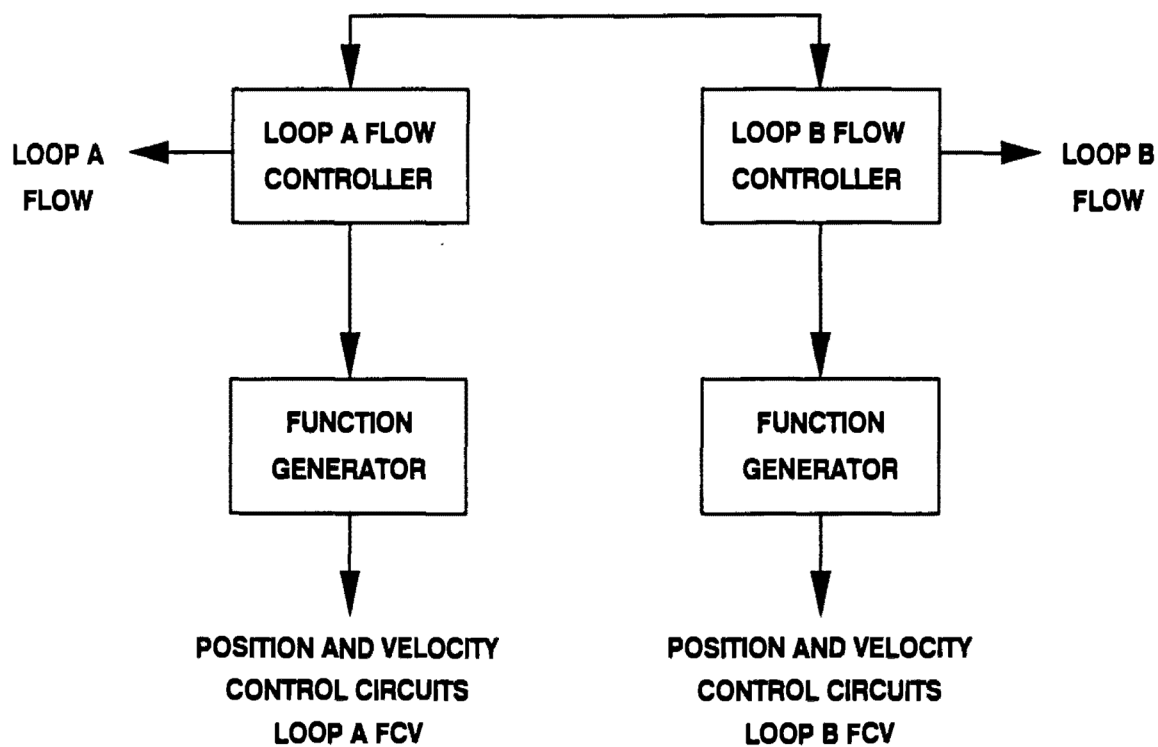 LOOP A FLOW
CONTROLLER
LOOP B FLOW
CONTROLLER
LOOP A
FLOW
LOOP B
FLOW
FUNCTION
GENERATOR
FUNCTION
GENERATOR
POSITION AND VELOCITY
CONTROL CIRCUITS
LOOP A FCV
POSITION AND VELOCITY
CONTROL CIRCUITS
LOOP B FCV